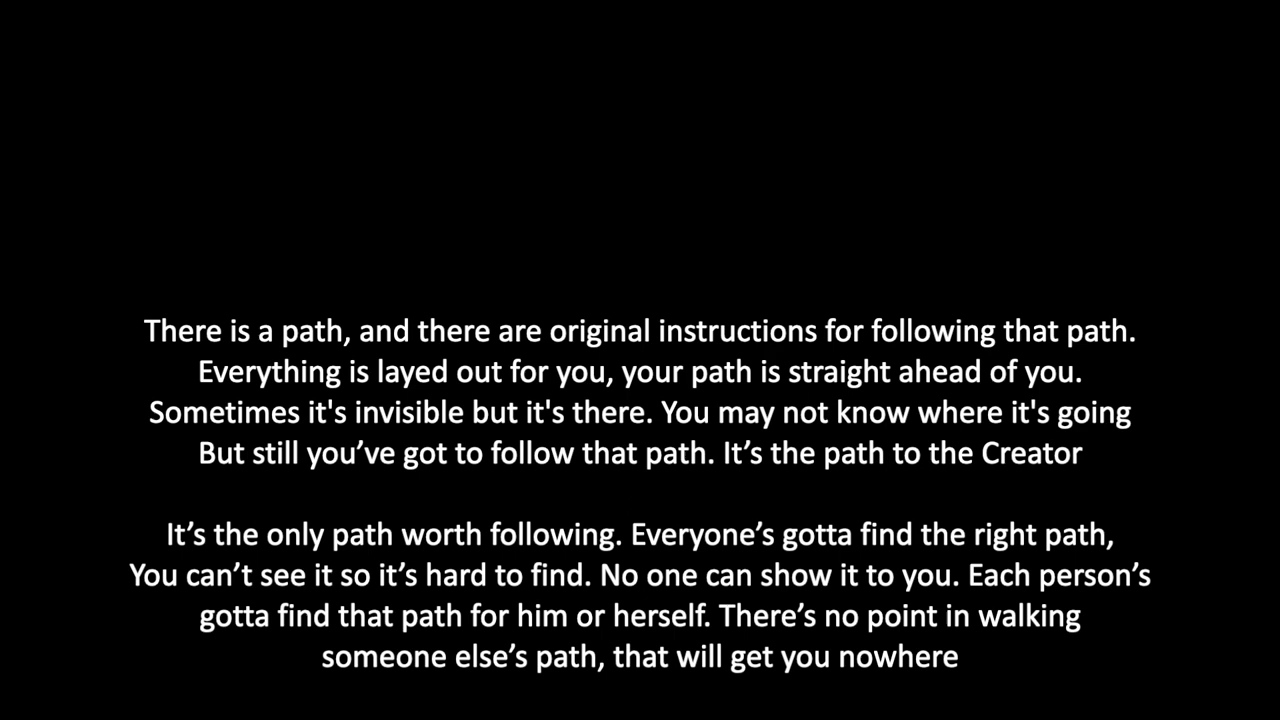 There is a path, and there are original instructions for following that path.
Everything is layed out for you, your path is straight ahead of you.
Sometimes it's invisible but it's there. You may not know where it's going
But still you’ve got to follow that path. It’s the path to the Creator
It’s the only path worth following. Everyone’s gotta find the right path,
You can’t see it so it’s hard to find. No one can show it to you. Each person’s
gotta find that path for him or herself. There’s no point in walking
someone else’s path, that will get you nowhere